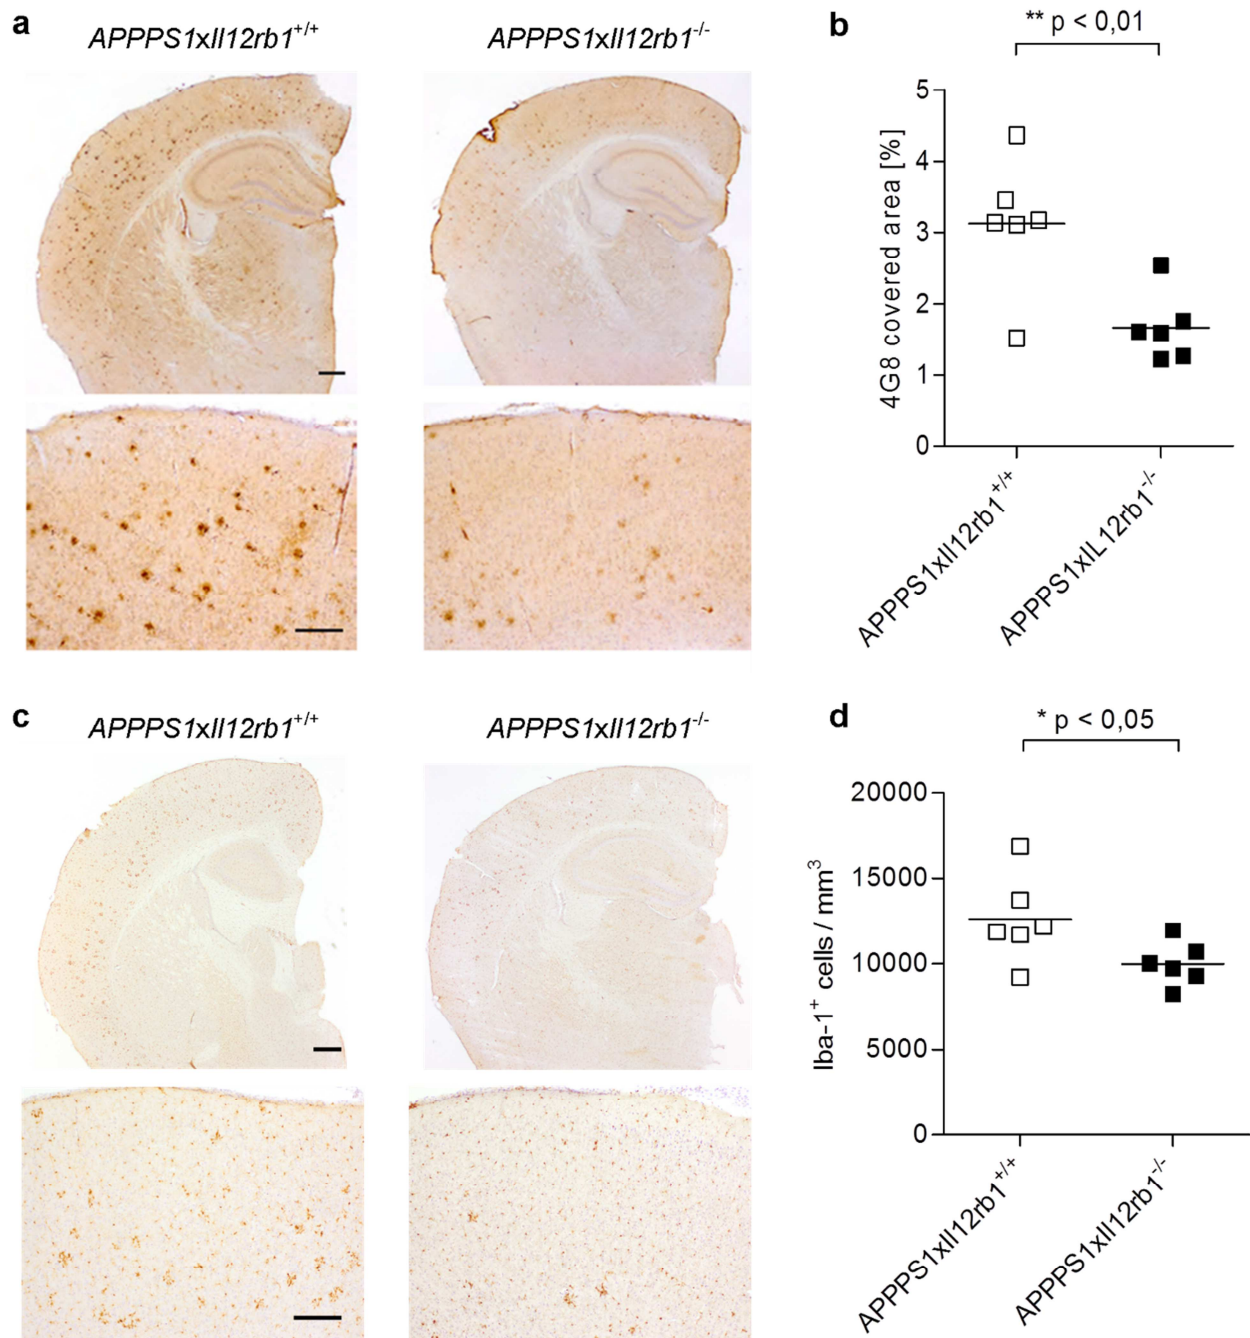 a
APPPS1xIl12rb1+/+
APPPS1xIl12rb1-/-
b
** p < 0,01
4G8 covered area [%]
5
4
3
2
1
0
APPPS1xIl12rb1+/+
APPPS1xIL12rb1-/-
c
APPPS1xIl12rb1+/+
APPPS1xIl12rb1-/-
d
* p < 0,05
Iba-1+ cells / mm3
20000
15000
10000
5000
0
APPPS1xIl12rb1+/+
APPPS1xIl12rb1-/-